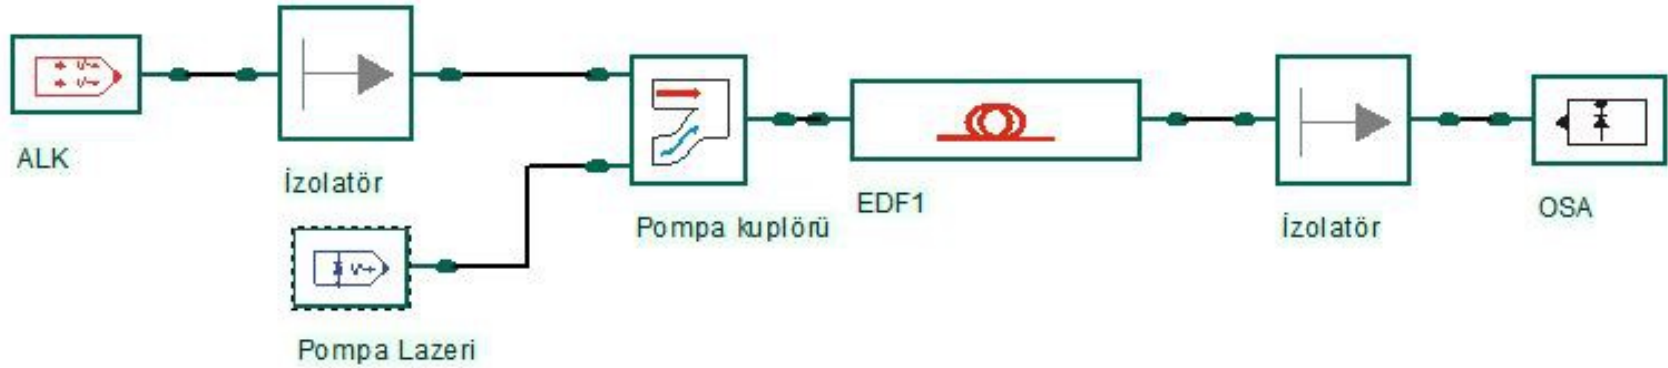 ALK
İzolatör
Pompa Lazeri
Pompa kuplörü
EDF1
İzolatör
OSA